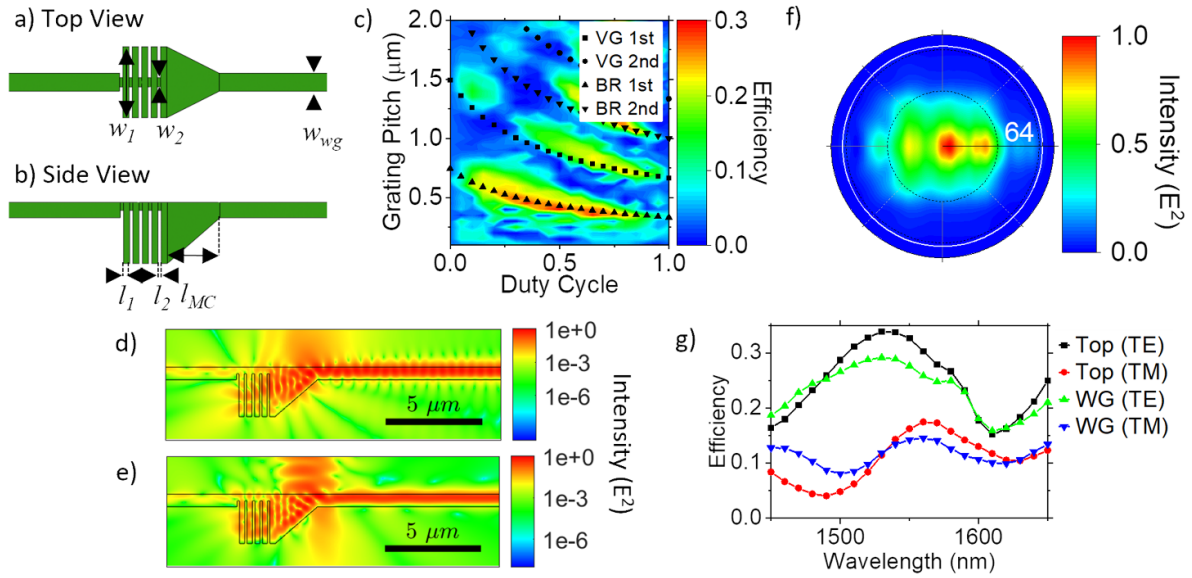 a) Top View
w1
w2
wwg
b) Side View
l1
l2
lMC
c)
Grating Pitch (μm)
2.0
1.5
1.0
0.5
0.0
0.5
1.0
Duty Cycle
VG 1st
VG 2nd
BR 1st
BR 2nd
0.3
0.2
0.1
0.0
Efficiency
f)
64
1.0
0.5
0.0
Intensity (E²)
d)
5 μm
1e+0
1e-3
1e-6
e)
5 μm
1e+0
1e-3
1e-6
Intensity (E²)
g)
Efficiency
0.3
0.2
0.1
0.0
1500
1600
Wavelength (nm)
Top (TE)
Top (TM)
WG (TE)
WG (TM)